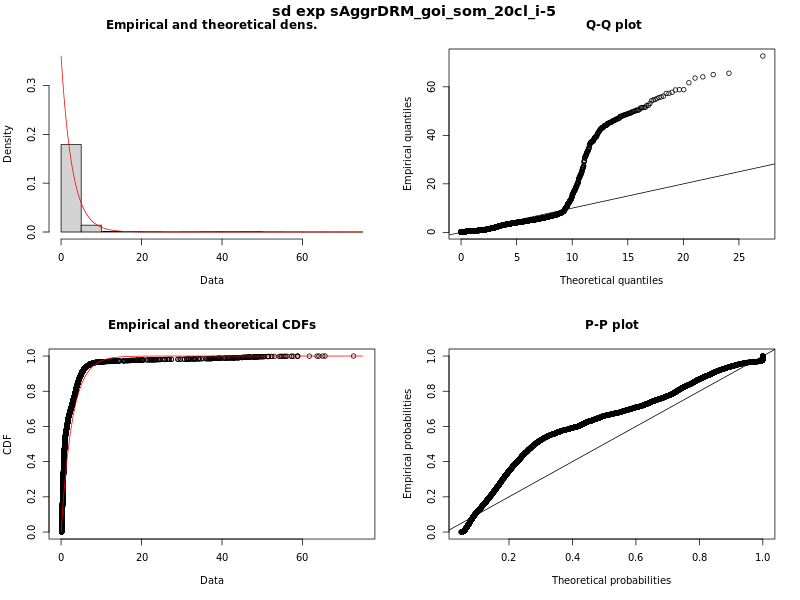 sd exp sAggrDRM_goi_som_20cl_i-5
Empirical and theoretical dens.
Density
0.0 0.1 0.2 0.3
0 20 40 60
Data
Q-Q plot
Empirical quantiles
0 20 40 60
0 5 10 15 20 25
Theoretical quantiles
Empirical and theoretical CDFs
CDF
0.0 0.2 0.4 0.6 0.8 1.0
0 20 40 60
Data
P-P plot
Empirical probabilities
0.0 0.2 0.4 0.6 0.8 1.0
0.2 0.4 0.6 0.8 1.0
Theoretical probabilities